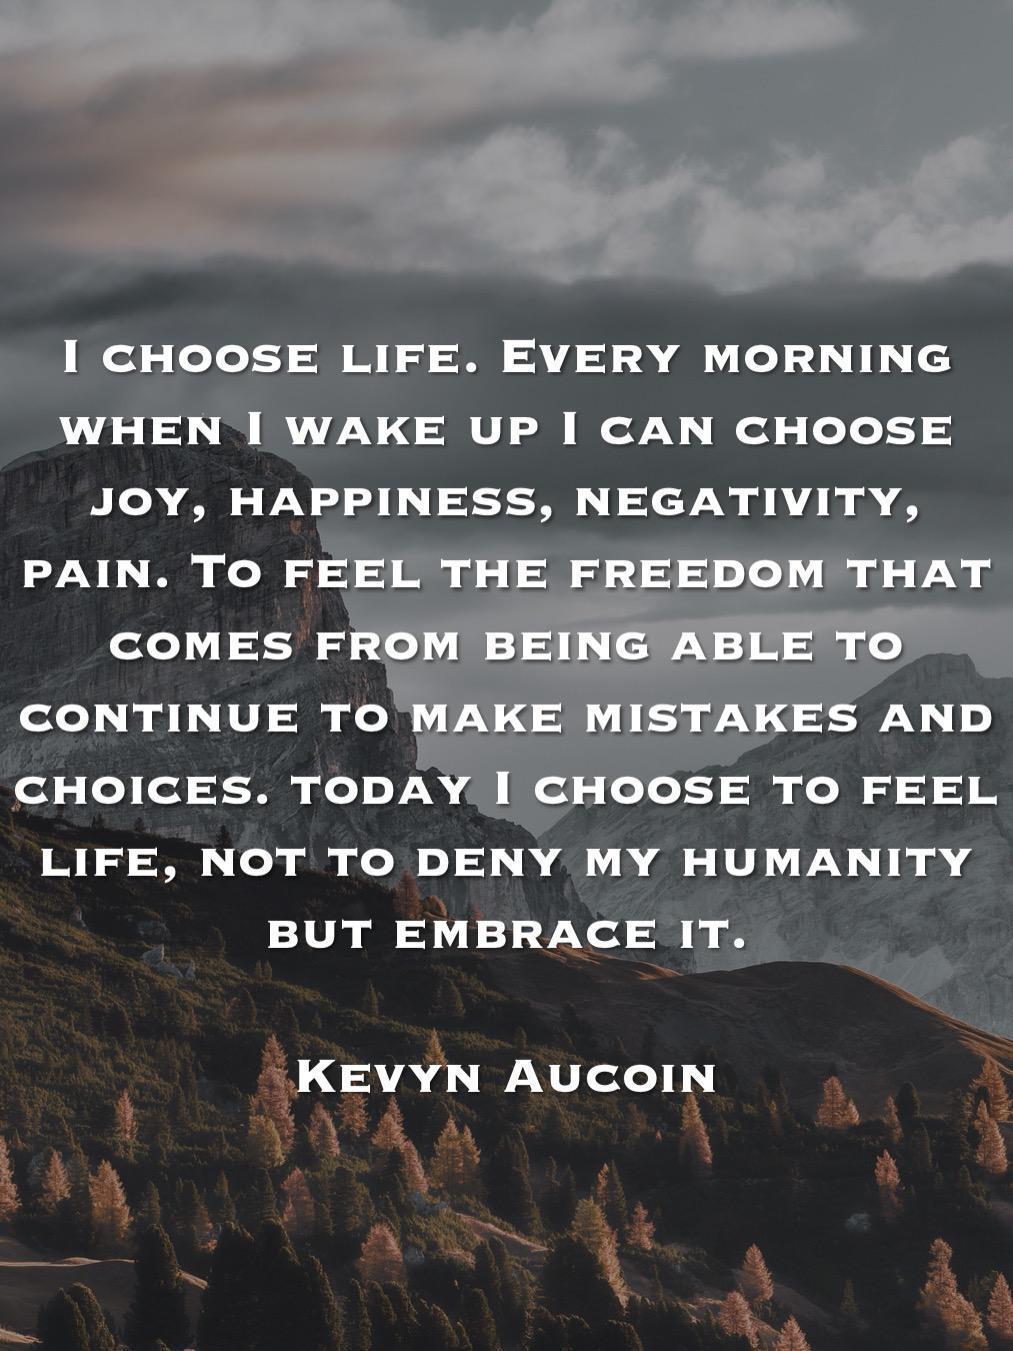 I choose life. Every morning
when I wake up I can choose
joy, happiness, negativity,
pain. To feel the freedom that
comes from being able to
continue to make mistakes and
choices. today I choose to feel
life, not to deny my humanity
but embrace it.
Kevyn Aucoin